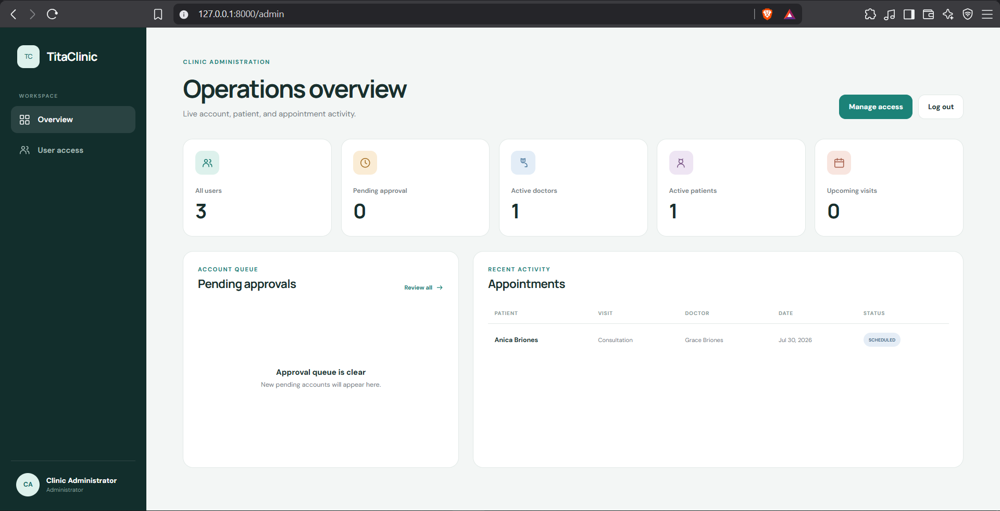 127.0.0.1:8000/admin
TC
TitaClinic
WORKSPACE
Overview
User access
CA
Clinic Administrator
Administrator
CLINIC ADMINISTRATION
Operations overview
Live account, patient, and appointment activity.
Manage access
Log out
All users
3
Pending approval
0
Active doctors
1
Active patients
1
Upcoming visits
0
ACCOUNT QUEUE
Pending approvals
Review all →
Approval queue is clear
New pending accounts will appear here.
RECENT ACTIVITY
Appointments
PATIENT VISIT DOCTOR DATE STATUS
Anica Briones Consultation Grace Briones Jul 30, 2026 SCHEDULED